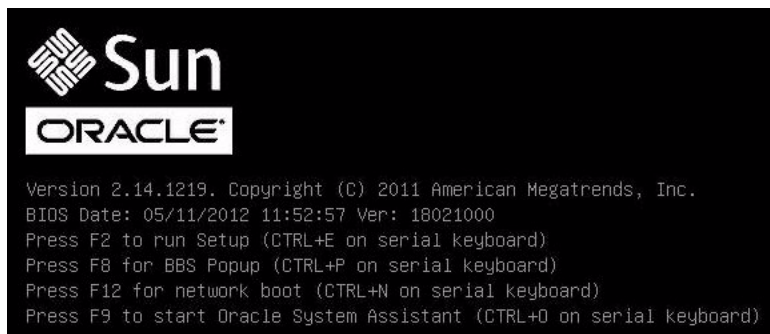 Sun
ORACLE
Version 2.14.1219. Copyright (C) 2011 American Megatrends, Inc.
BIOS Date: 05/11/2012 11:52:57 Ver: 18021000
Press F2 to run Setup (CTRL+E on serial keyboard)
Press F8 for BBS Popup (CTRL+P on serial keyboard)
Press F12 for network boot (CTRL+N on serial keyboard)
Press F9 to start Oracle System Assistant (CTRL+O on serial keyboard)